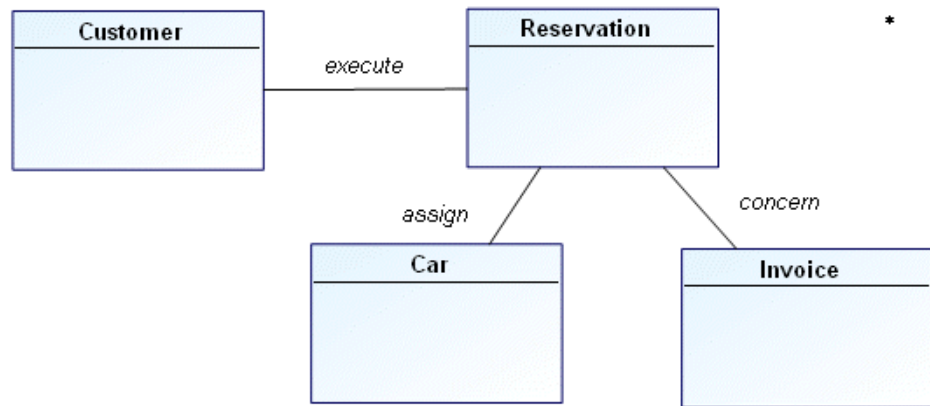 Customer
Reservation
*
execute
assign
concern
Car
Invoice